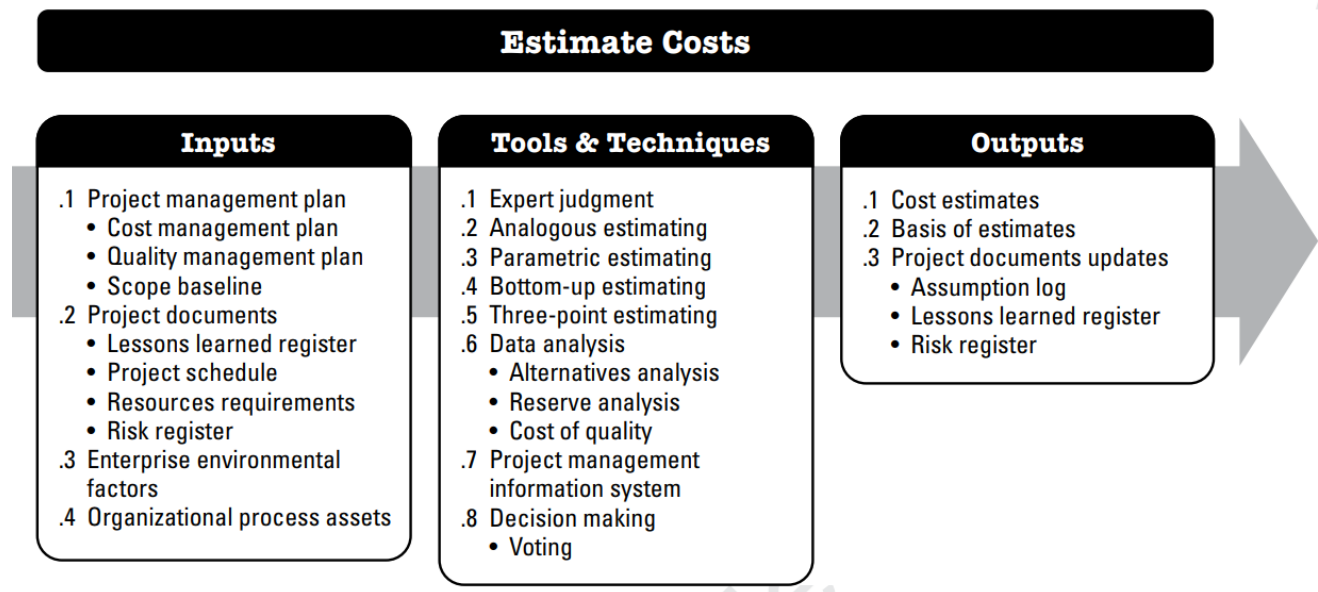 Estimate Costs
Inputs
.1 Project management plan
• Cost management plan
• Quality management plan
• Scope baseline
.2 Project documents
• Lessons learned register
• Project schedule
• Resources requirements
• Risk register
.3 Enterprise environmental
factors
.4 Organizational process assets
Tools & Techniques
.1 Expert judgment
.2 Analogous estimating
.3 Parametric estimating
.4 Bottom-up estimating
.5 Three-point estimating
.6 Data analysis
• Alternatives analysis
• Reserve analysis
• Cost of quality
.7 Project management
information system
.8 Decision making
• Voting
Outputs
.1 Cost estimates
.2 Basis of estimates
.3 Project documents updates
• Assumption log
• Lessons learned register
• Risk register